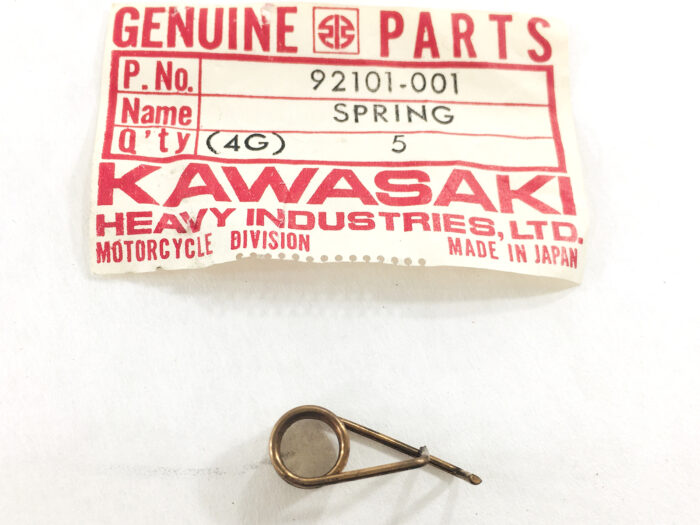 GENUINE PARTS
P. No. 92101-001
Name SPRING
Q'ty (4G) 5
KAWASAKI
HEAVY INDUSTRIES, LTD.
MOTORCYCLE DIVISION MADE IN JAPAN